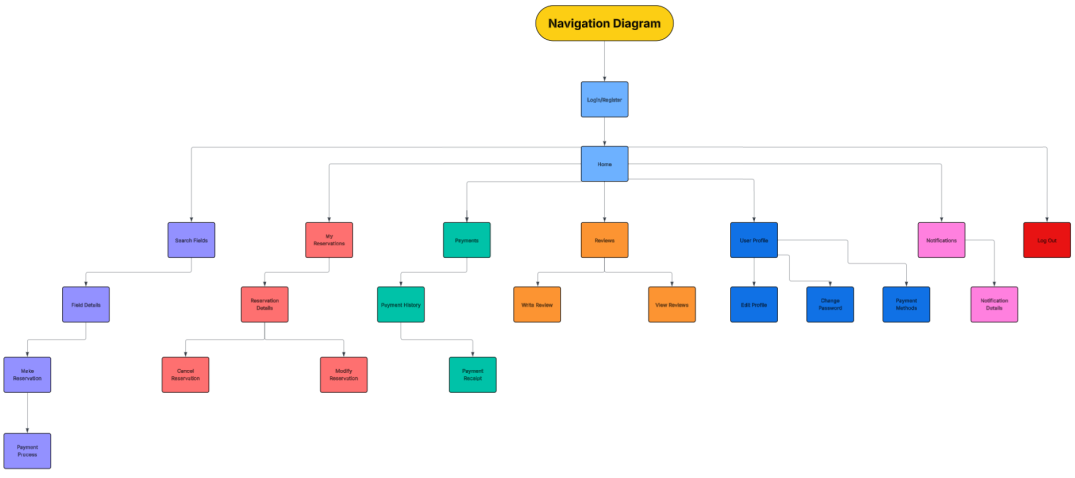 Navigation Diagram
Login/Register
Home
Search Fields
My
Reservations
Payments
Reviews
User Profile
Notifications
Log Out
Field Details
Reservation
Details
Payment History
Write Review
View Reviews
Edit Profile
Change
Password
Payment
Methods
Notification
Details
Make
Reservation
Cancel
Reservation
Modify
Reservation
Payment
Receipt
Payment
Process